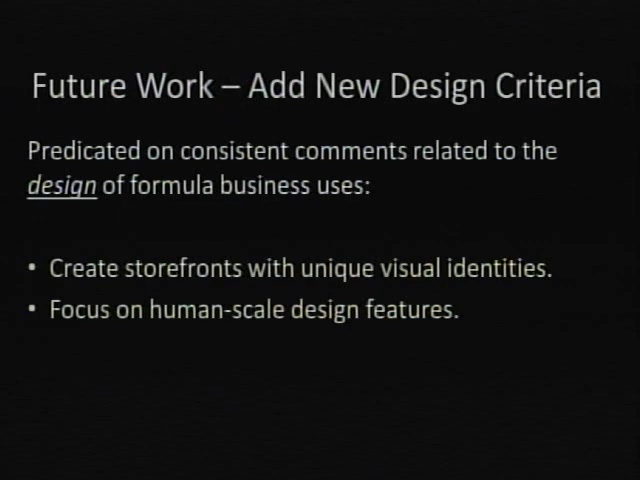 Future Work – Add New Design Criteria
Predicated on consistent comments related to the
design of formula business uses:
• Create storefronts with unique visual identities.
• Focus on human-scale design features.